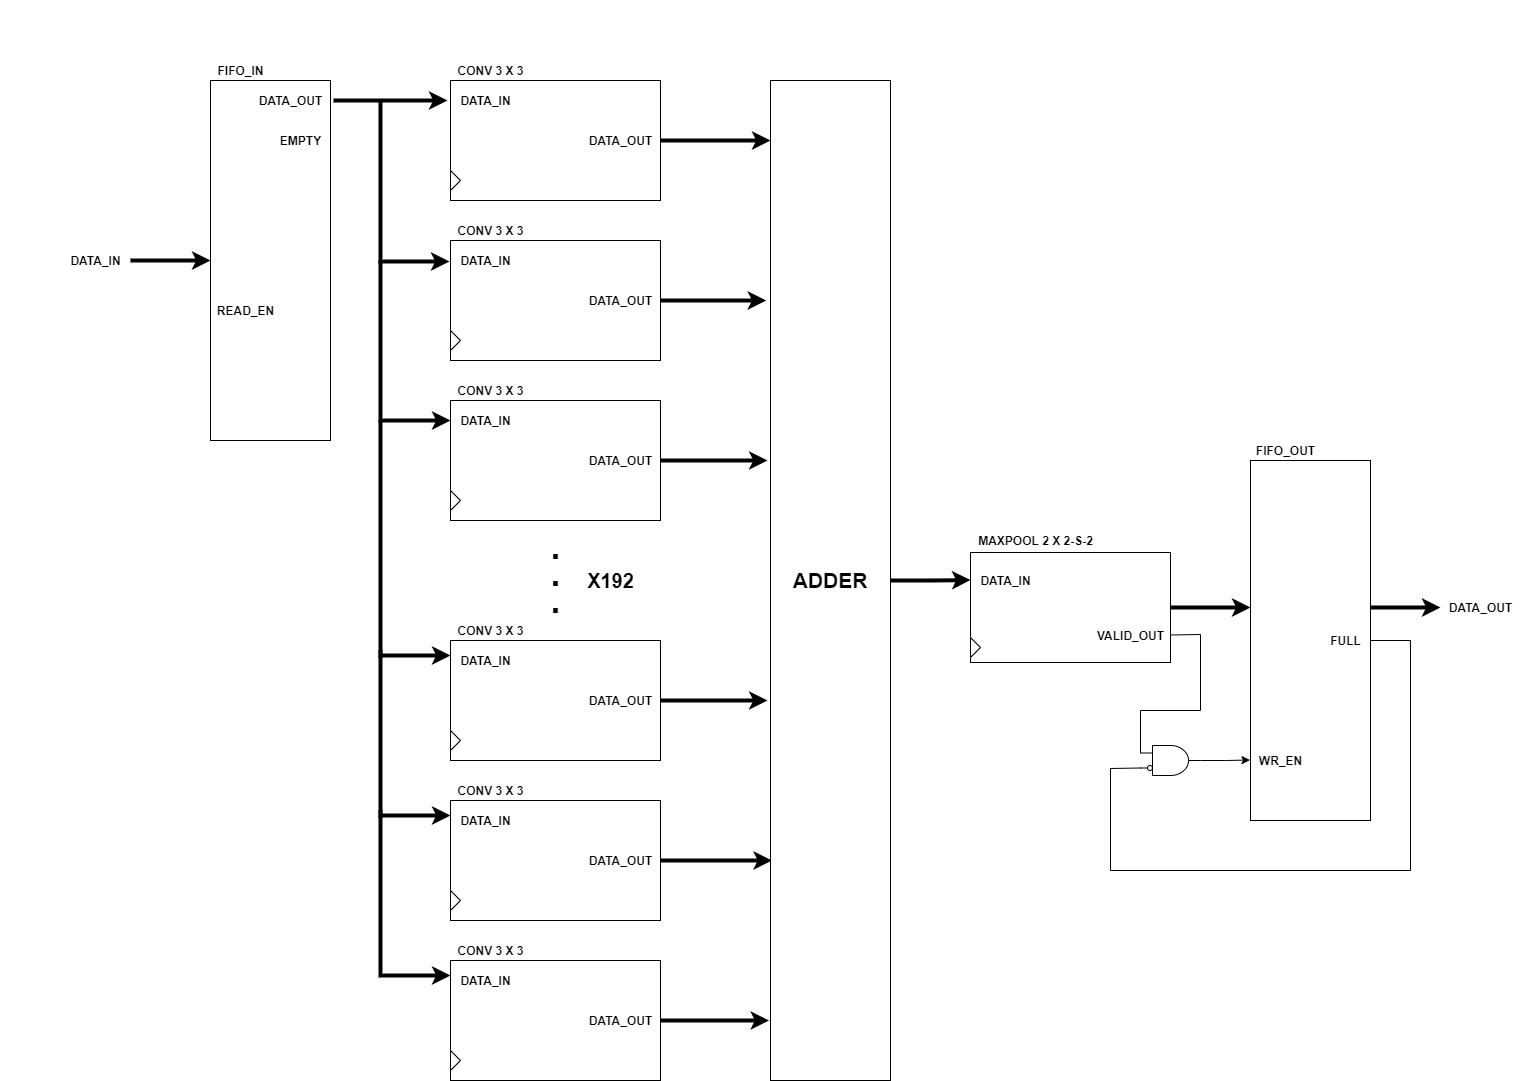 FIFO_IN
DATA_OUT
EMPTY
DATA_IN
READ_EN
CONV 3 X 3
DATA_IN
DATA_OUT
CONV 3 X 3
DATA_IN
DATA_OUT
CONV 3 X 3
DATA_IN
DATA_OUT
X192
CONV 3 X 3
DATA_IN
DATA_OUT
CONV 3 X 3
DATA_IN
DATA_OUT
CONV 3 X 3
DATA_IN
DATA_OUT
ADDER
MAXPOOL 2 X 2-S-2
DATA_IN
VALID_OUT
FIFO_OUT
DATA_OUT
FULL
WR_EN